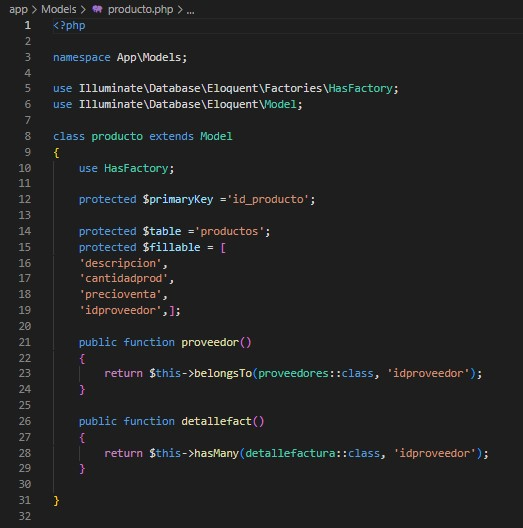 app > Models > producto.php > ...
1 <?php
2
3 namespace App\Models;
4
5 use Illuminate\Database\Eloquent\Factories\HasFactory;
6 use Illuminate\Database\Eloquent\Model;
7
8 class producto extends Model
9 {
10     use HasFactory;
11
12     protected $primaryKey ='id_producto';
13
14     protected $table ='productos';
15     protected $fillable = [
16     'descripcion',
17     'cantidadprod',
18     'precioventa',
19     'idproveedor',];
20
21     public function proveedor()
22     {
23         return $this->belongsTo(proveedores::class, 'idproveedor');
24     }
25
26     public function detallefact()
27     {
28         return $this->hasMany(detallefactura::class, 'idproveedor');
29     }
30
31 }
32